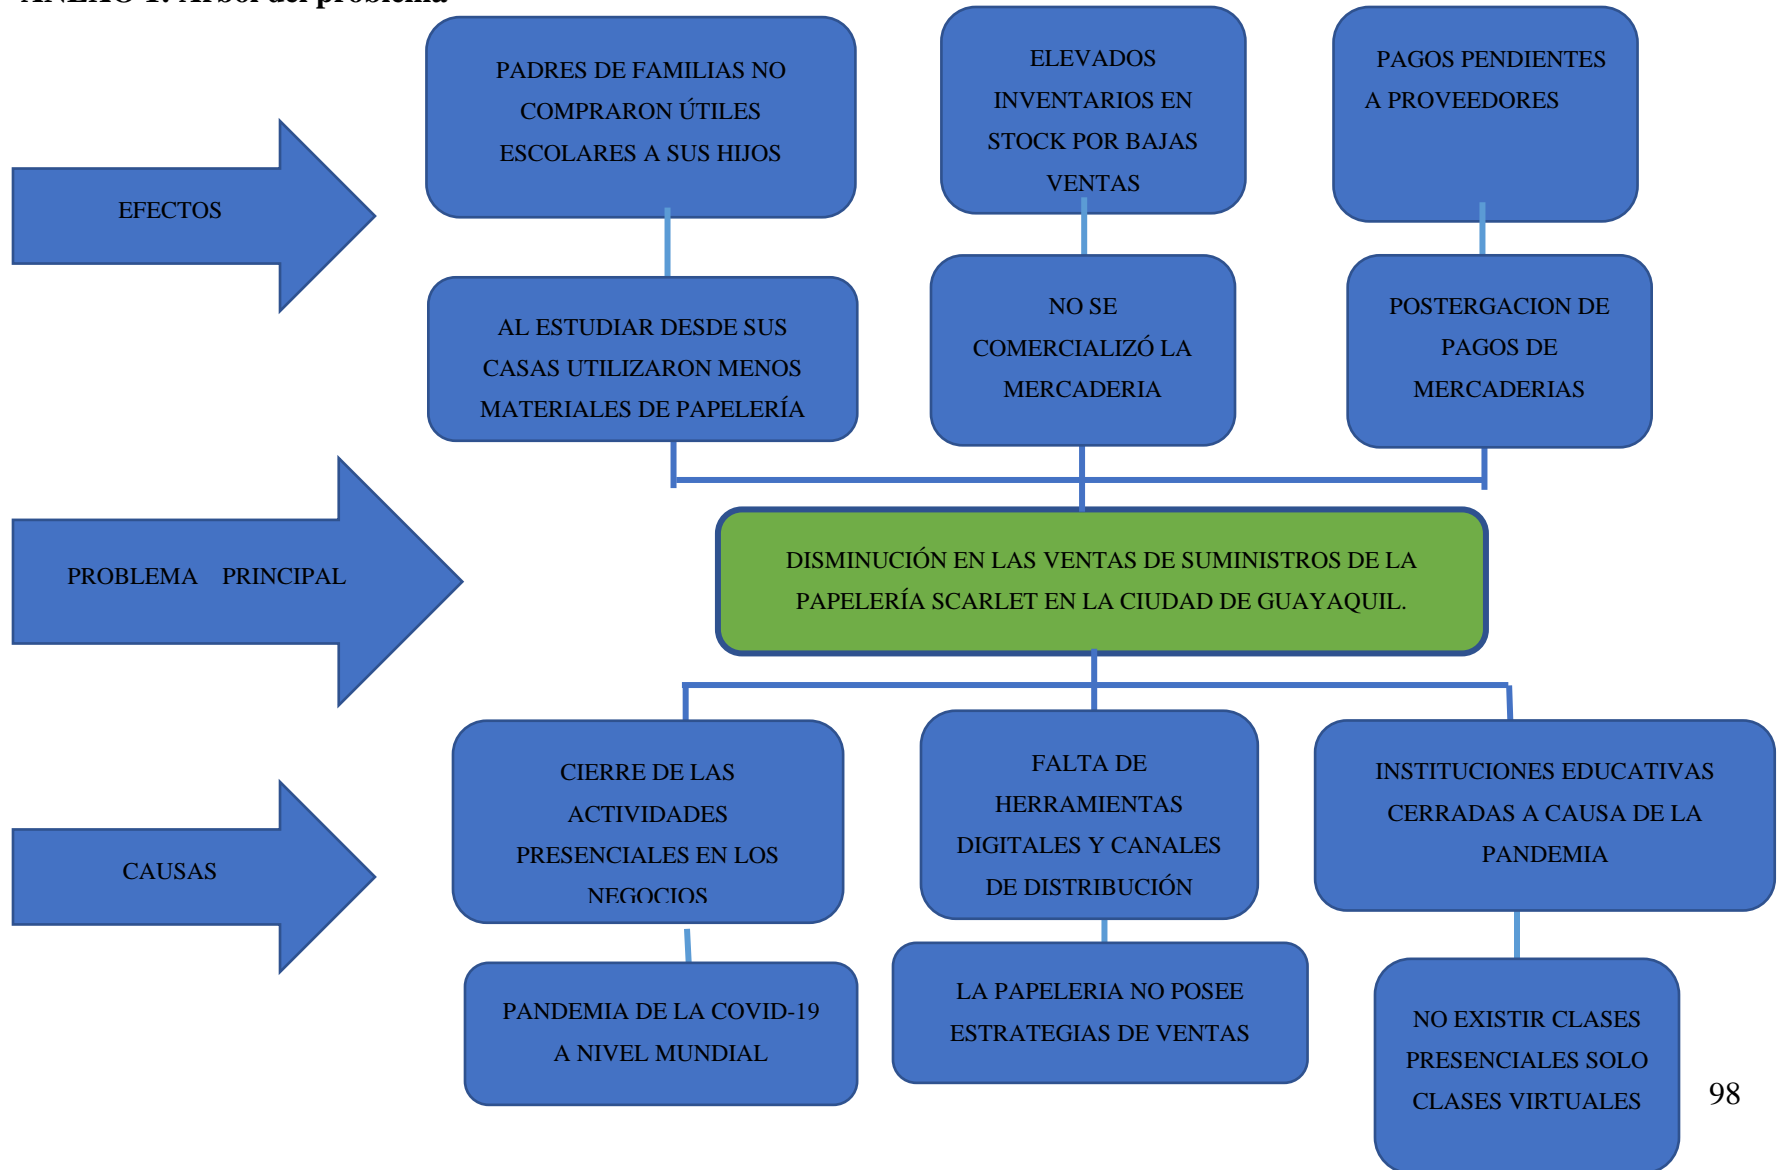 ANEXO 1. Árbol del problema
EFECTOS
PADRES DE FAMILIAS NO
COMPRARON ÚTILES
ESCOLARES A SUS HIJOS
ELEVADOS
INVENTARIOS EN
STOCK POR BAJAS
VENTAS
PAGOS PENDIENTES
A PROVEEDORES
AL ESTUDIAR DESDE SUS
CASAS UTILIZARON MENOS
MATERIALES DE PAPELERÍA
NO SE
COMERCIALIZÓ LA
MERCADERIA
POSTERGACION DE
PAGOS DE
MERCADERIAS
PROBLEMA PRINCIPAL
DISMINUCIÓN EN LAS VENTAS DE SUMINISTROS DE LA
PAPELERÍA SCARLET EN LA CIUDAD DE GUAYAQUIL.
CAUSAS
CIERRE DE LAS
ACTIVIDADES
PRESENCIALES EN LOS
NEGOCIOS
FALTA DE
HERRAMIENTAS
DIGITALES Y CANALES
DE DISTRIBUCIÓN
INSTITUCIONES EDUCATIVAS
CERRADAS A CAUSA DE LA
PANDEMIA
PANDEMIA DE LA COVID-19
A NIVEL MUNDIAL
LA PAPELERIA NO POSEE
ESTRATEGIAS DE VENTAS
NO EXISTIR CLASES
PRESENCIALES SOLO
CLASES VIRTUALES
98